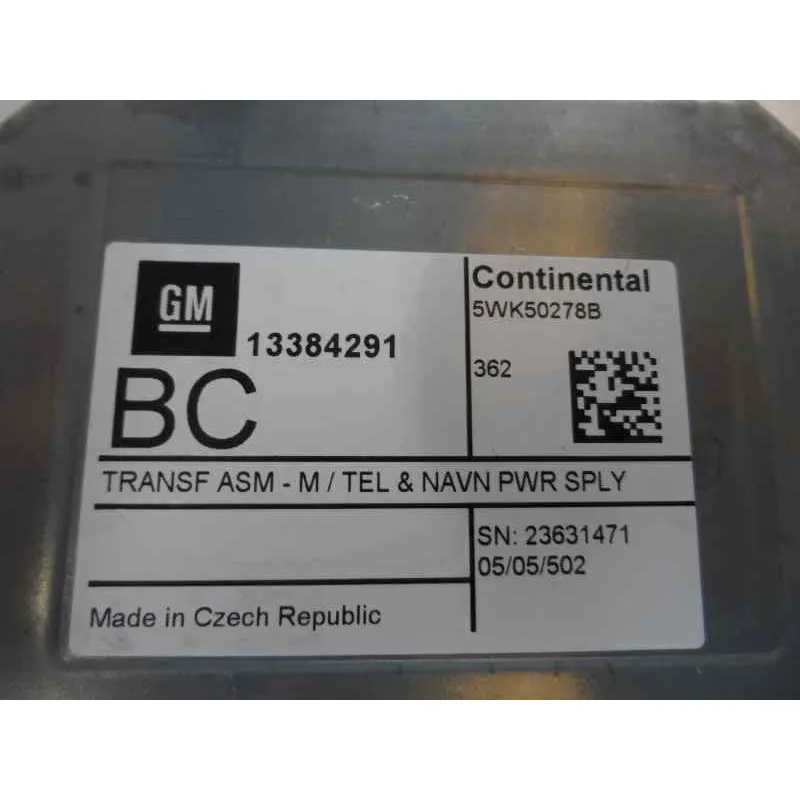 GM
13384291
BC
Continental
5WK50278B
362
TRANSF ASM - M / TEL & NAVN PWR SPLY
SN: 23631471
05/05/502
Made in Czech Republic